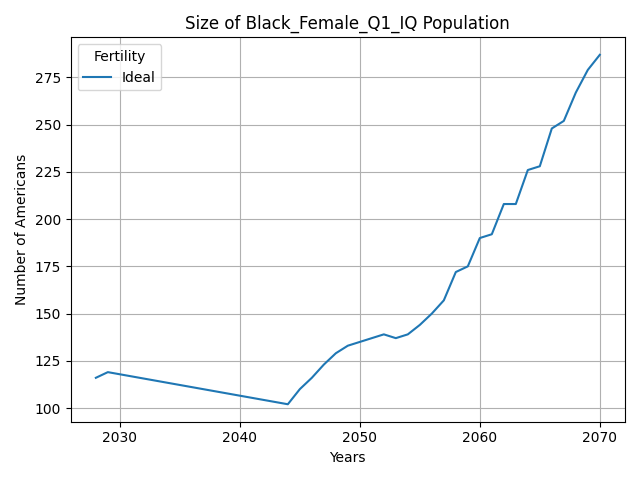 Size of Black_Female_Q1_IQ Population
Fertility
Ideal
Number of Americans
275
250
225
200
175
150
125
100
2030
2040
2050
2060
2070
Years